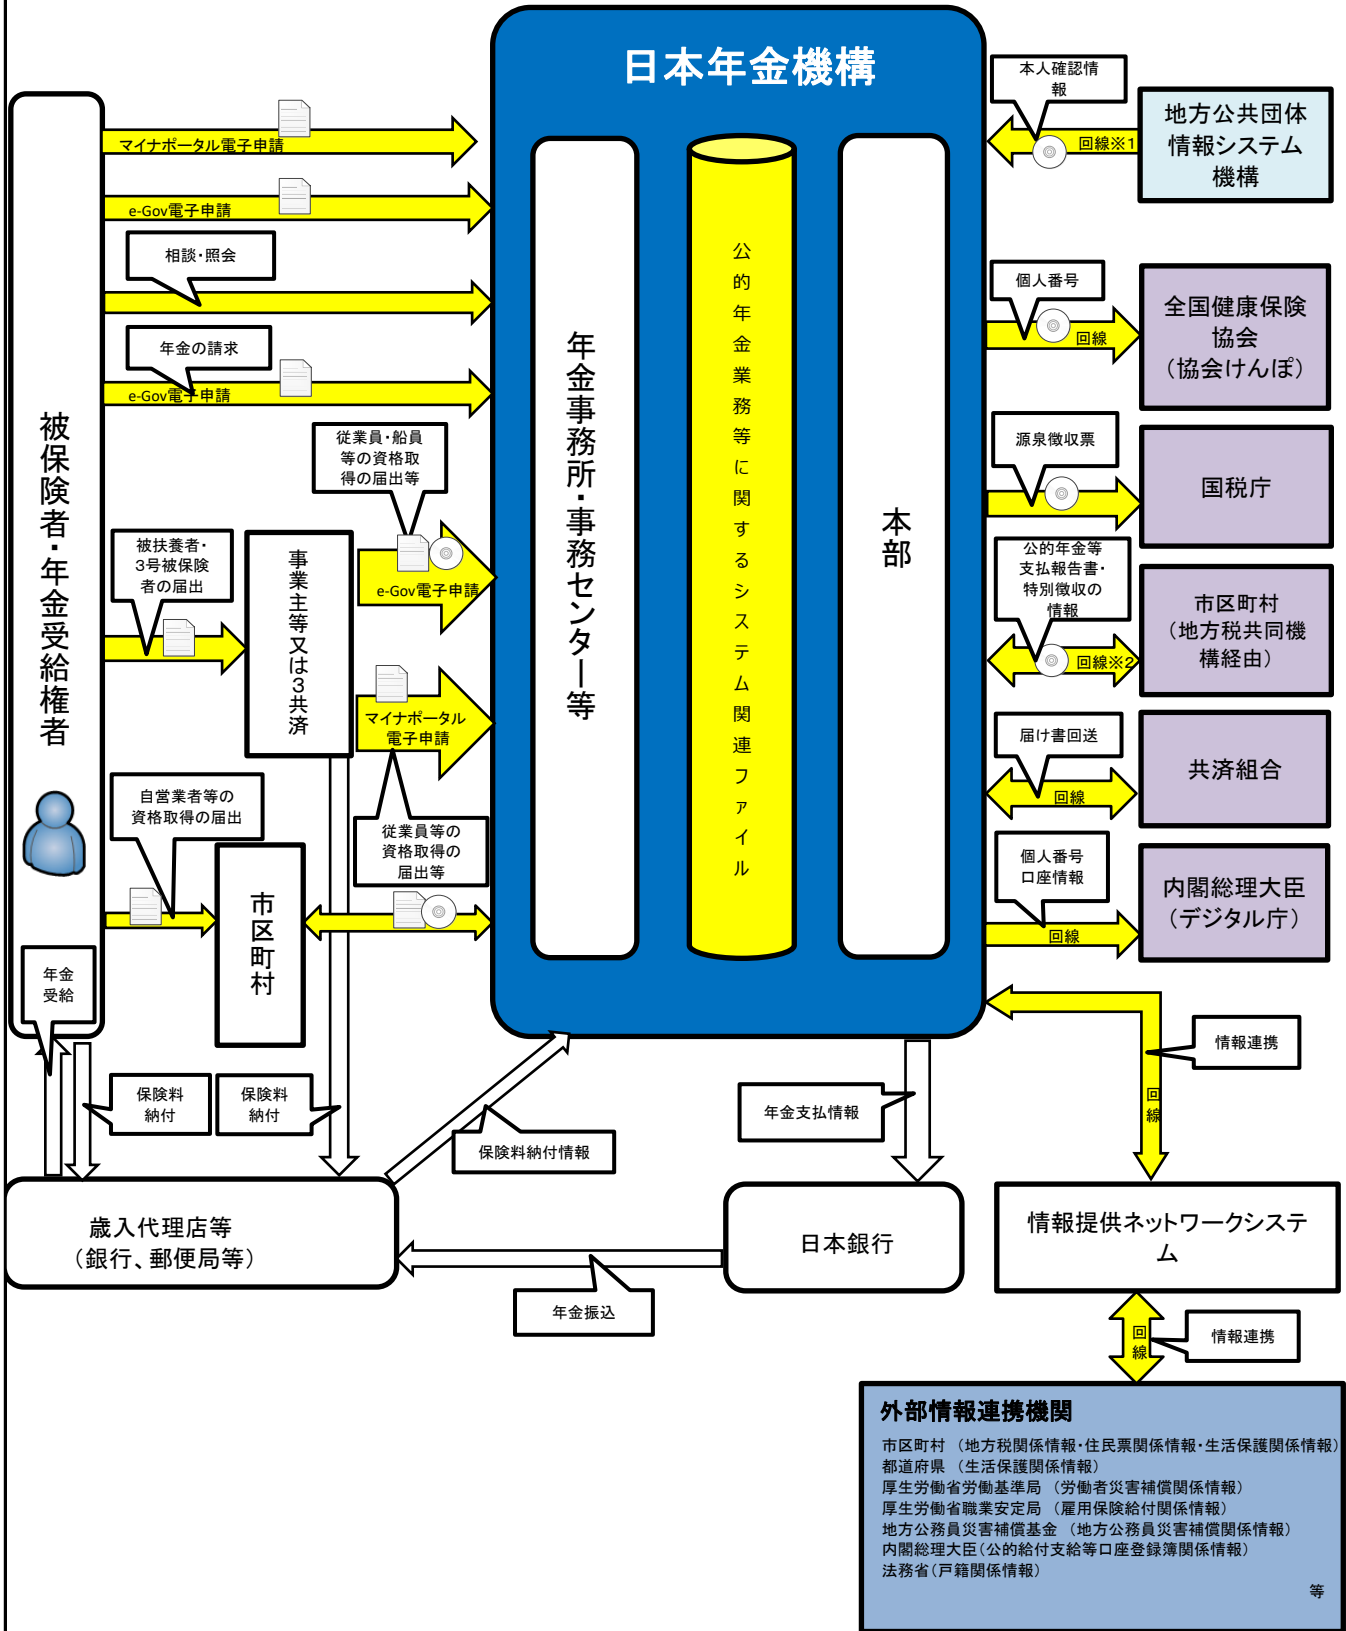 日本年金機構
本人確認情
報
地方公共団体
情報システム
機構
回線※1
マイナポータル電子申請
e-Gov電子申請
相談・照会
年金の請求
e-Gov電子申請
被保険者・年金受給権者
年金事務所・事務センター等
公的年金業務等に関するシステム関連ファイル
本部
個人番号
回線
全国健康保険
協会
（協会けんぽ）
従業員・船員
等の資格取
得の届出等
源泉徴収票
国税庁
被扶養者・
3号被保険
者の届出
事業主等又は3共済
e-Gov電子申請
公的年金等
支払報告書・
特別徴収の
情報
回線※2
市区町村
（地方税共同機
構経由）
マイナポータル
電子申請
届け書回送
回線
共済組合
自営業者等の
資格取得の届出
従業員等の
資格取得の
届出等
市区町村
個人番号
口座情報
回線
内閣総理大臣
（デジタル庁）
年金
受給
保険料
納付
保険料
納付
保険料納付情報
年金支払情報
情報連携
回線
歳入代理店等
（銀行、郵便局等）
日本銀行
年金振込
情報提供ネットワークシステ
ム
回線
情報連携
外部情報連携機関
市区町村 （地方税関係情報・住民票関係情報・生活保護関係情報）
都道府県 （生活保護関係情報）
厚生労働省労働基準局 （労働者災害補償関係情報）
厚生労働省職業安定局 （雇用保険給付関係情報）
地方公務員災害補償基金 （地方公務員災害補償関係情報）
内閣総理大臣（公的給付支給等口座登録簿関係情報）
法務省（戸籍関係情報）
等